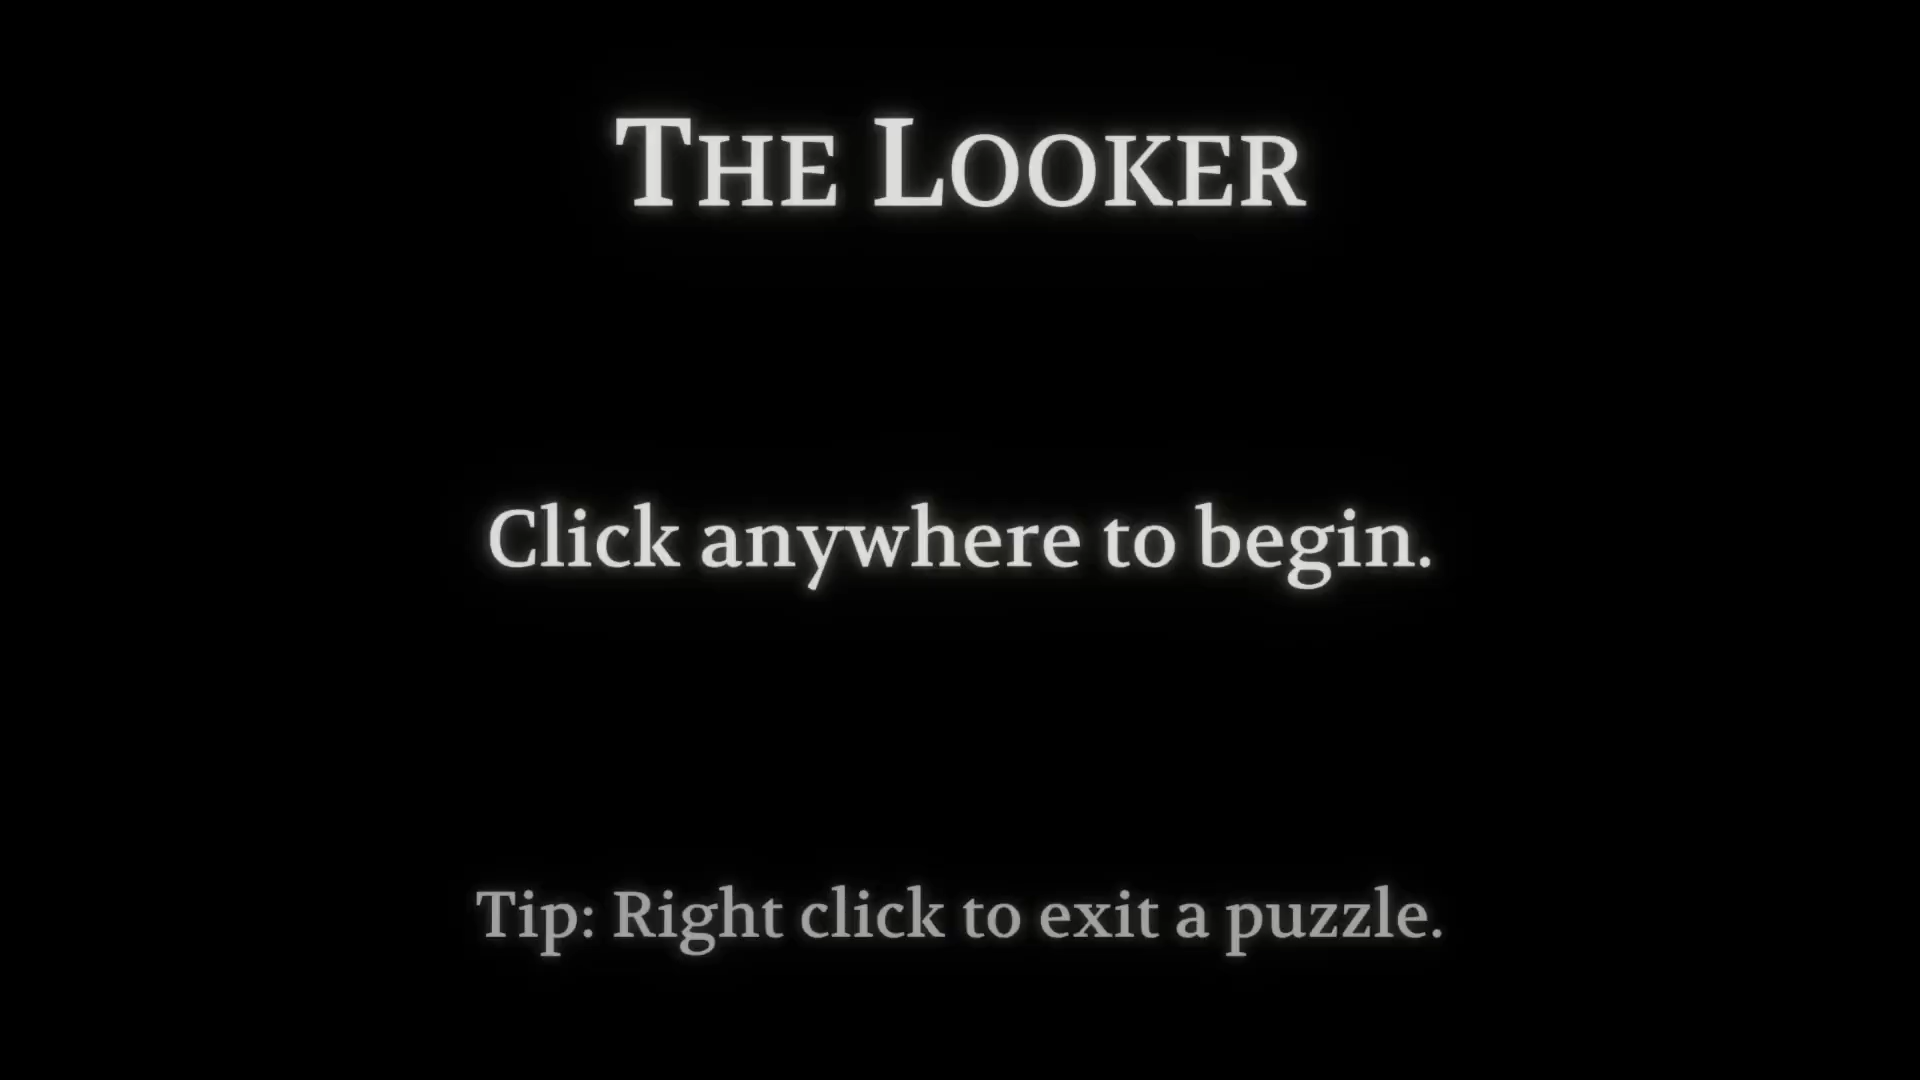 THE LOOKER
Click anywhere to begin.
Tip: Right click to exit a puzzle.